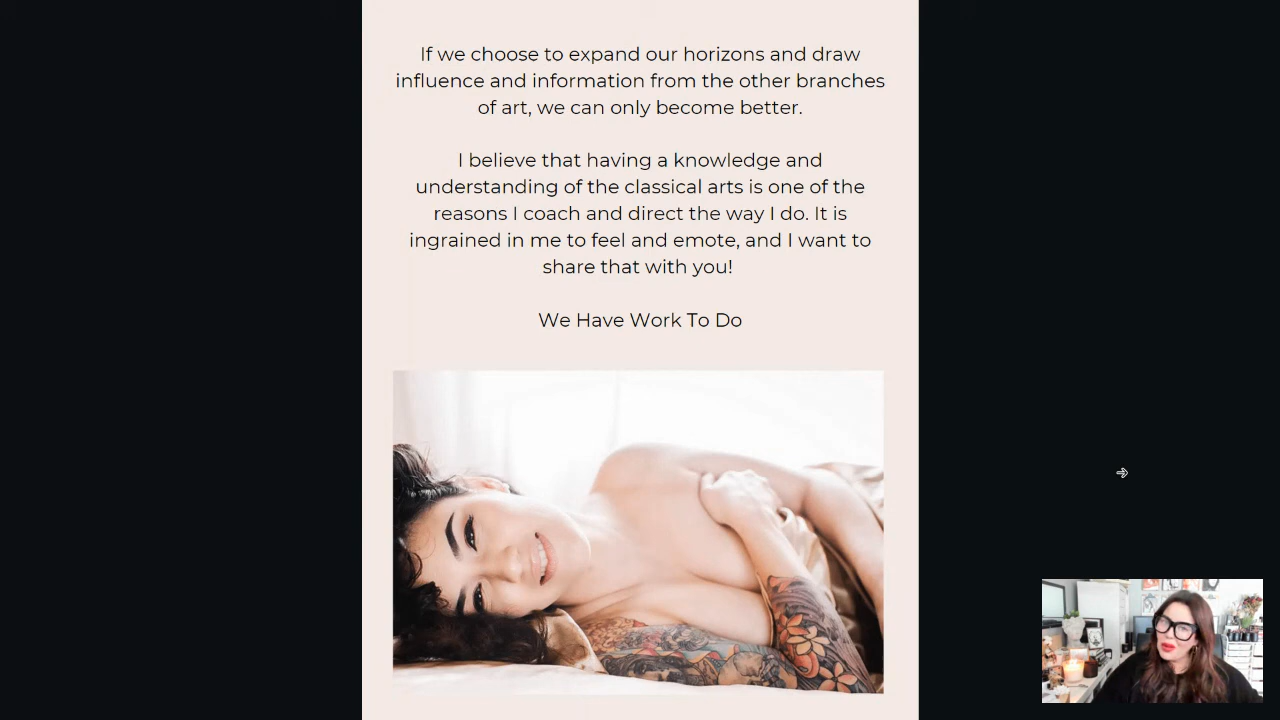 If we choose to expand our horizons and draw
influence and information from the other branches
of art, we can only become better.
I believe that having a knowledge and
understanding of the classical arts is one of the
reasons I coach and direct the way I do. It is
ingrained in me to feel and emote, and I want to
share that with you!
We Have Work To Do